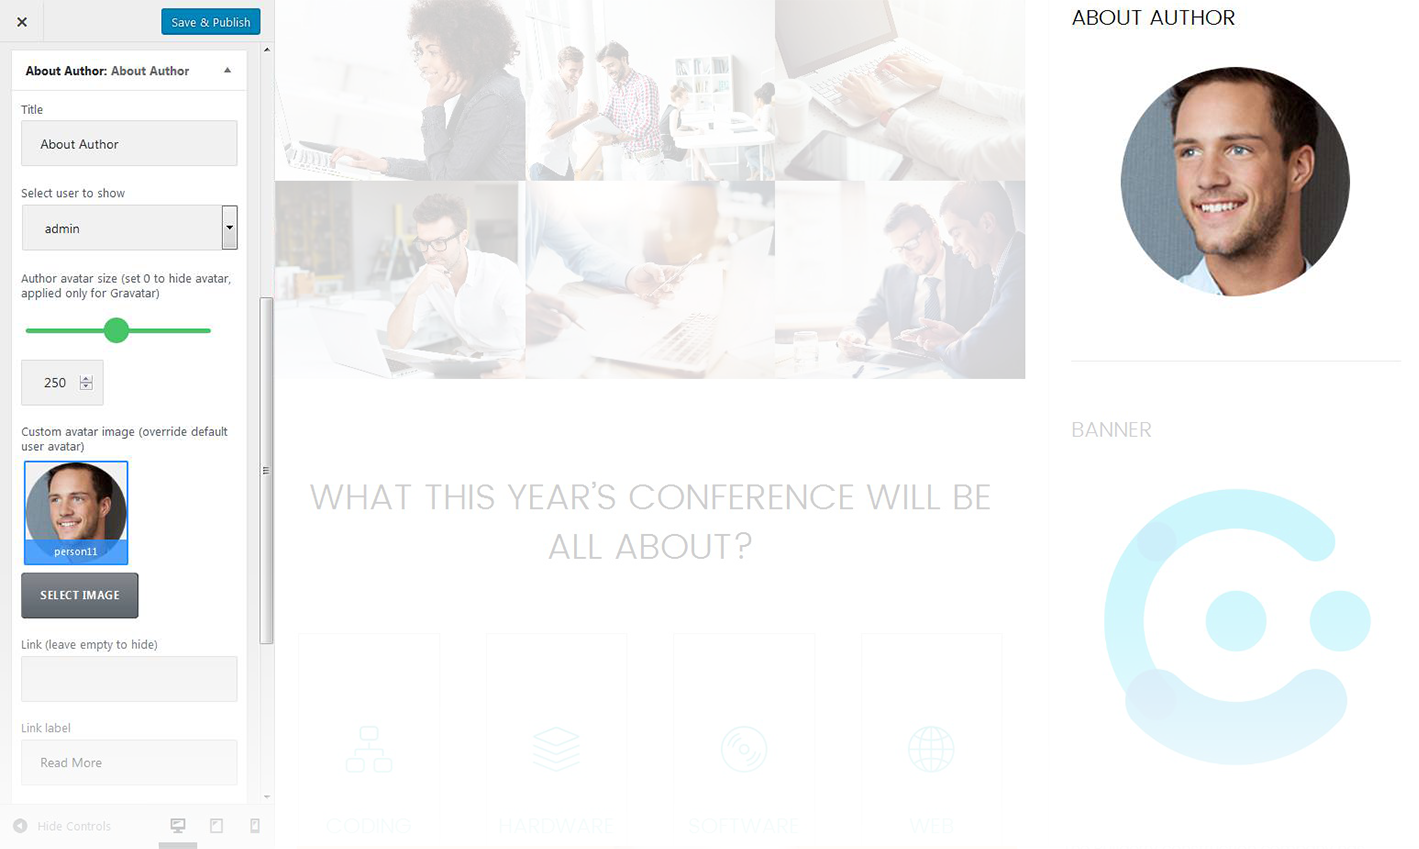 Save & Publish
About Author: About Author
Title
About Author
Select user to show
admin
Author avatar size (set 0 to hide avatar,
applied only for Gravatar)
250
Custom avatar image (override default
user avatar)
person11
SELECT IMAGE
Link (leave empty to hide)
Link label
Read More
Hide Controls
WHAT THIS YEAR’S CONFERENCE WILL BE
ALL ABOUT?
CODING
HARDWARE
SOFTWARE
WEB
ABOUT AUTHOR
BANNER